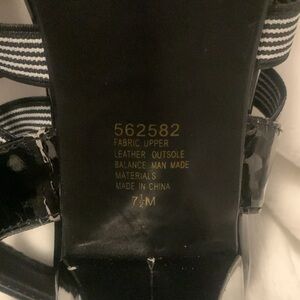 562582
FABRIC UPPER
LEATHER OUTSOLE
BALANCE MAN MADE
MATERIALS
MADE IN CHINA
7½M